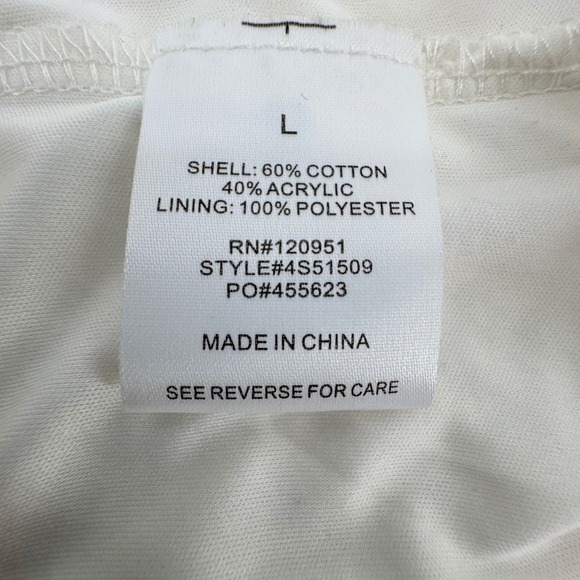 L
SHELL: 60% COTTON
40% ACRYLIC
LINING: 100% POLYESTER
RN#120951
STYLE#4S51509
PO#455623
MADE IN CHINA
SEE REVERSE FOR CARE